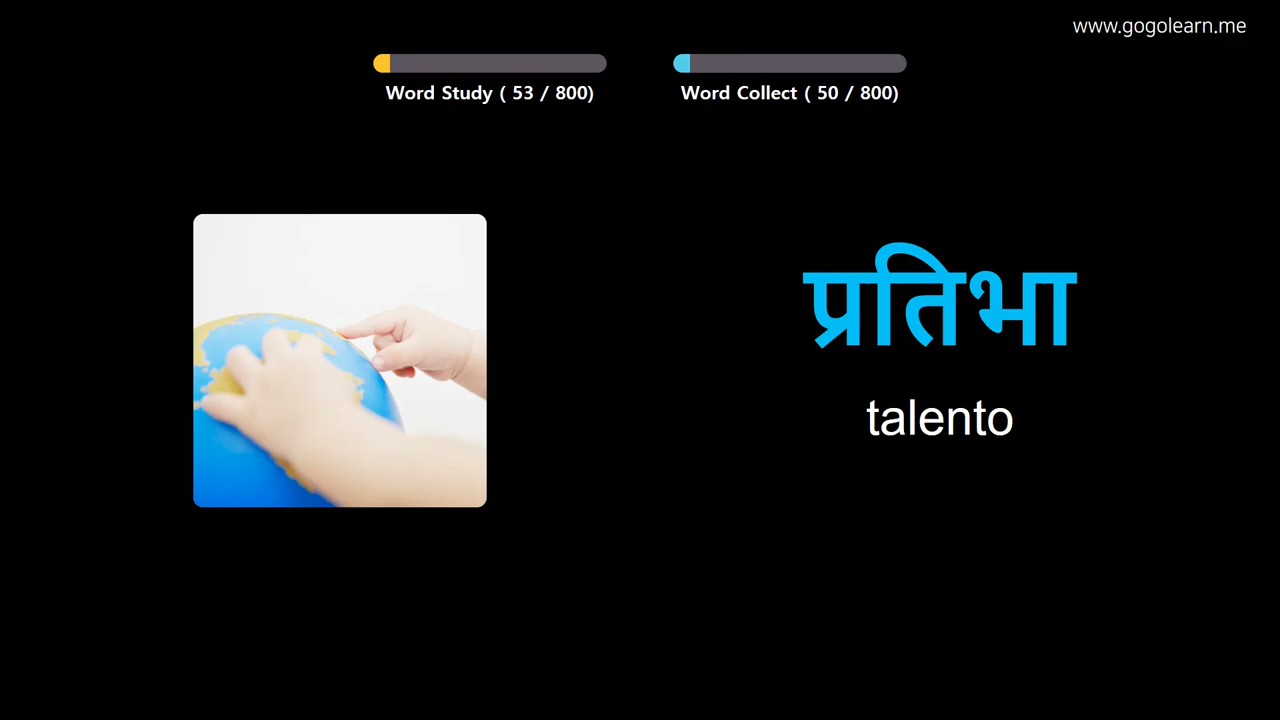 www.gogolearn.me
Word Study ( 53 / 800)
Word Collect ( 50 / 800)
प्रतिभा
talento